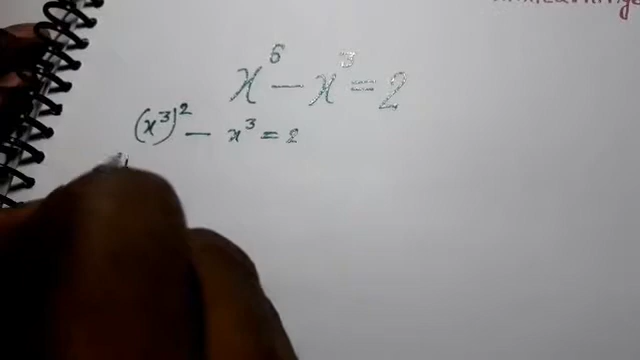 x⁶ - x³ = 2
(x³)² - x³ = 2